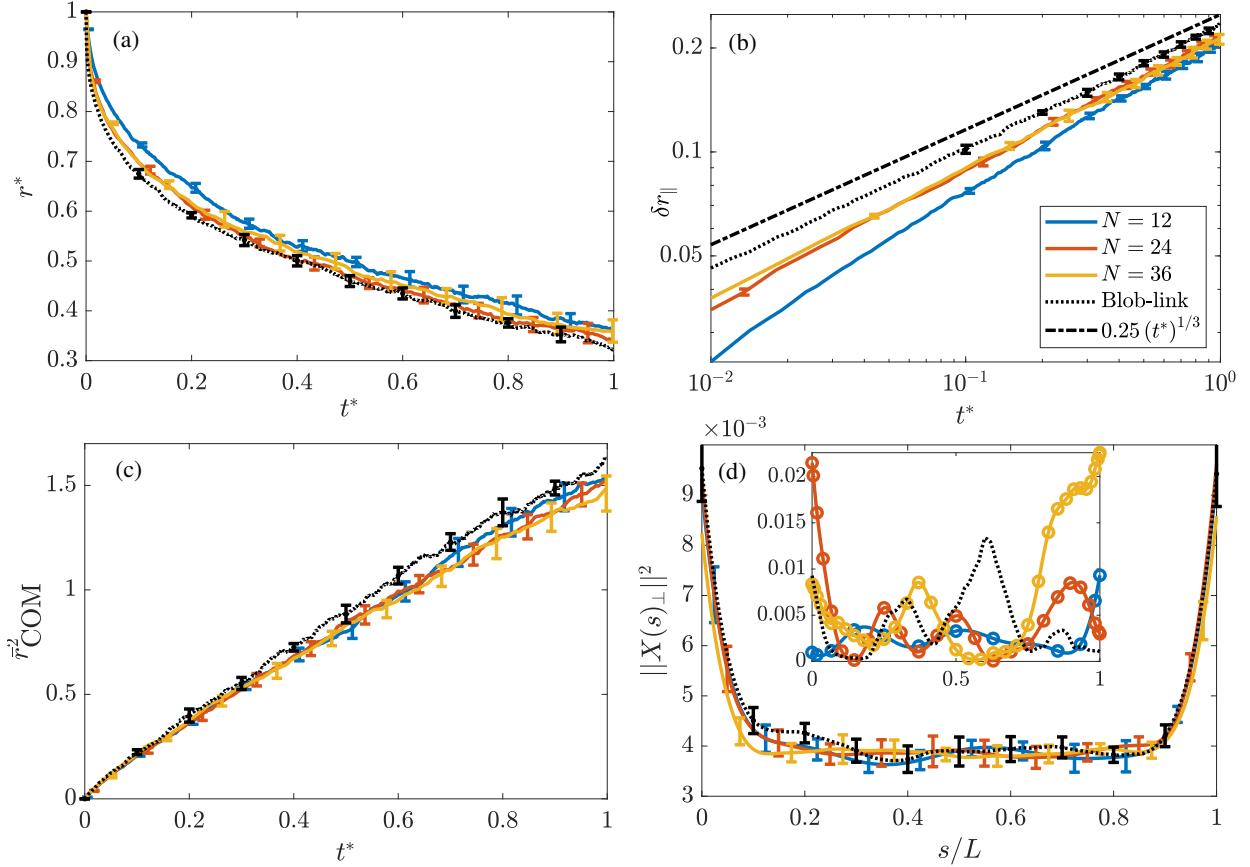 (a)
1
0.9
0.8
0.7
0.6
0.5
0.4
0.3
r*
0 0.2 0.4 0.6 0.8 1
t*
(b)
0.2
0.1
0.05
δr∥
10⁻² 10⁻¹ 10⁰
t*
N = 12
N = 24
N = 36
Blob-link
0.25 (t*)^{1/3}
(c)
1.5
1
0.5
0
r̄²COM
0 0.2 0.4 0.6 0.8 1
t*
×10⁻³
(d)
9
8
7
6
5
4
3
||X(s)⊥||²
0.02
0.015
0.01
0.005
0
0 0.5 1
0 0.2 0.4 0.6 0.8 1
s/L